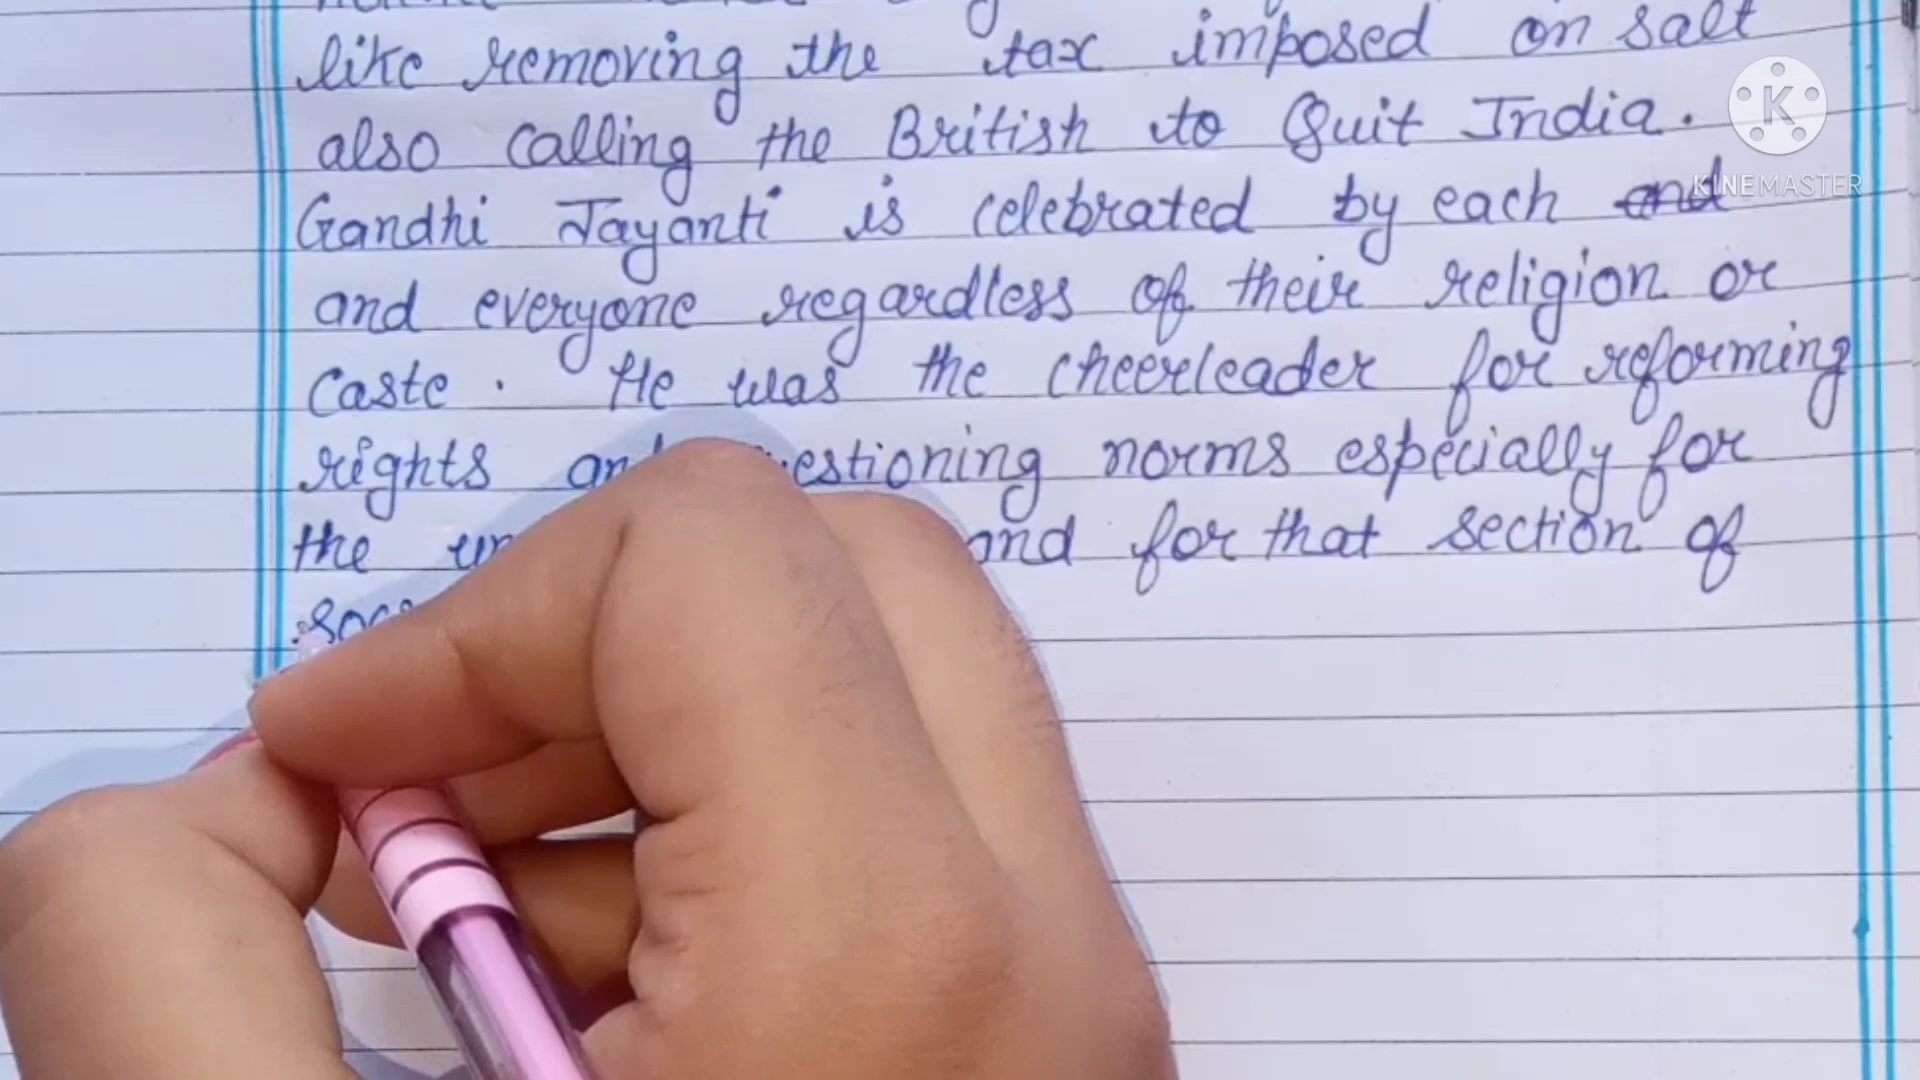 like removing the tax imposed on salt
also calling the British to Quit India.
Gandhi Jayanti is celebrated by each and
and everyone regardless of their religion or
caste. He was the cheerleader for reforming
rights norms especially for
the and for that section of
KINEMASTER